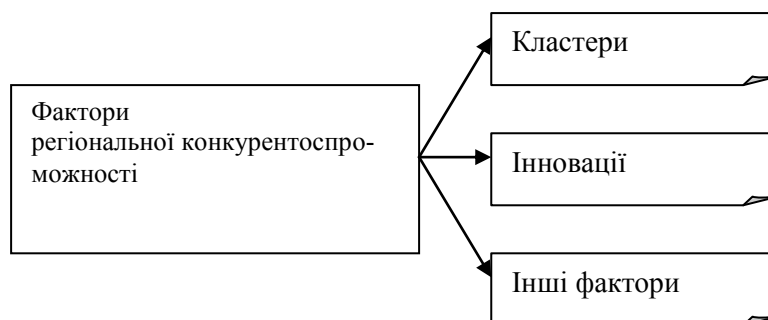 Фактори
регіональної конкурентоспро-
можності
Кластери
Інновації
Інші фактори